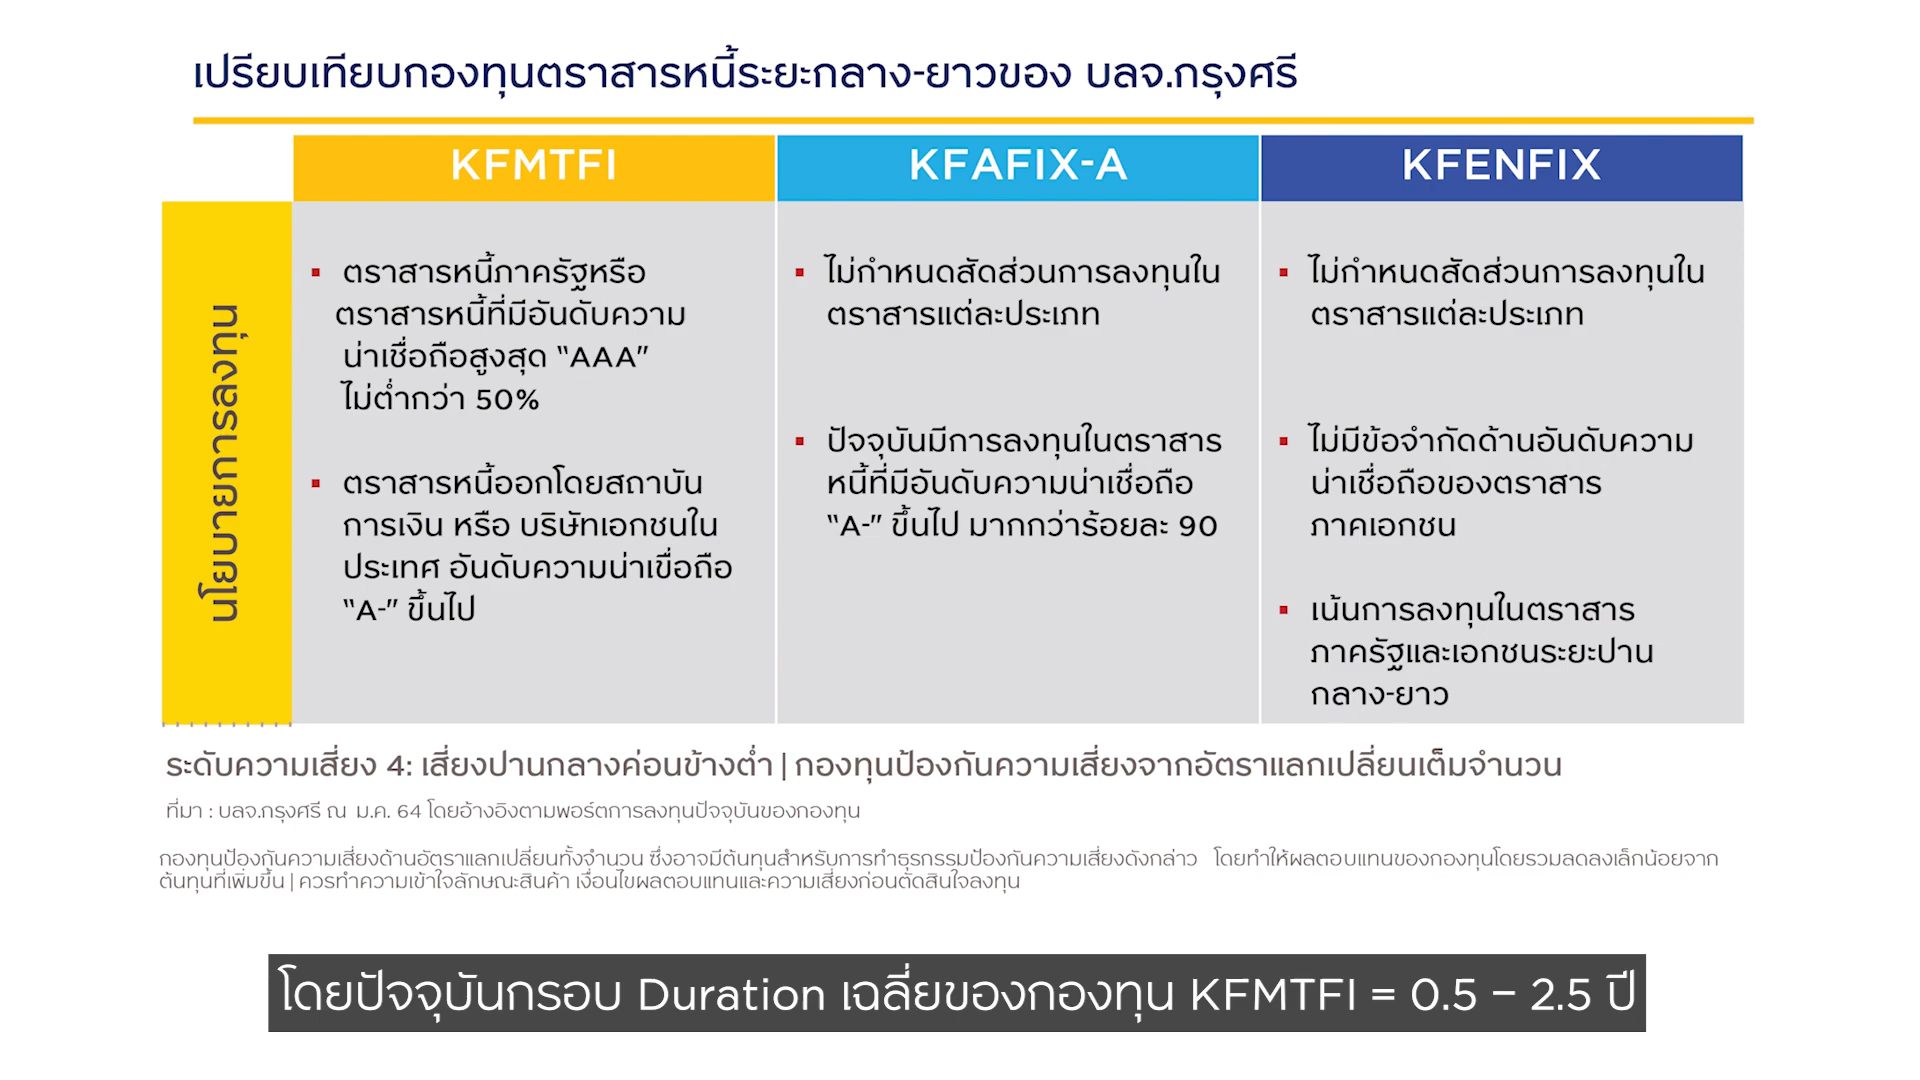 เปรียบเทียบกองทุนตราสารหนี้ระยะกลาง-ยาวของ บลจ.กรุงศรี
KFMTFI
KFAFIX-A
KFENFIX
นโยบายการลงทุน
▪ ตราสารหนี้ภาครัฐหรือ
ตราสารหนี้ที่มีอันดับความ
น่าเชื่อถือสูงสุด “AAA”
ไม่ต่ำกว่า 50%
▪ ตราสารหนี้ออกโดยสถาบัน
การเงิน หรือ บริษัทเอกชนใน
ประเทศ อันดับความน่าเขื่อถือ
“A-” ขึ้นไป
▪ ไม่กำหนดสัดส่วนการลงทุนใน
ตราสารแต่ละประเภท
▪ ปัจจุบันมีการลงทุนในตราสาร
หนี้ที่มีอันดับความน่าเชื่อถือ
“A-” ขึ้นไป มากกว่าร้อยละ 90
▪ ไม่กำหนดสัดส่วนการลงทุนใน
ตราสารแต่ละประเภท
▪ ไม่มีข้อจำกัดด้านอันดับความ
น่าเชื่อถือของตราสาร
ภาคเอกชน
▪ เน้นการลงทุนในตราสาร
ภาครัฐและเอกชนระยะปาน
กลาง-ยาว
ระดับความเสี่ยง 4: เสี่ยงปานกลางค่อนข้างต่ำ | กองทุนป้องกันความเสี่ยงจากอัตราแลกเปลี่ยนเต็มจำนวน
ที่มา : บลจ.กรุงศรี ณ ม.ค. 64 โดยอ้างอิงตามพอร์ตการลงทุนปัจจุบันของกองทุน
กองทุนป้องกันความเสี่ยงด้านอัตราแลกเปลี่ยนทั้งจำนวน ซึ่งอาจมีต้นทุนสำหรับการทำธุรกรรมป้องกันความเสี่ยงดังกล่าว โดยทำให้ผลตอบแทนของกองทุนโดยรวมลดลงเล็กน้อยจาก
ต้นทุนที่เพิ่มขึ้น | ควรทำความเข้าใจลักษณะสินค้า เงื่อนไขผลตอบแทนและความเสี่ยงก่อนตัดสินใจลงทุน
โดยปัจจุบันกรอบ Duration เฉลี่ยของกองทุน KFMTFI = 0.5 – 2.5 ปี